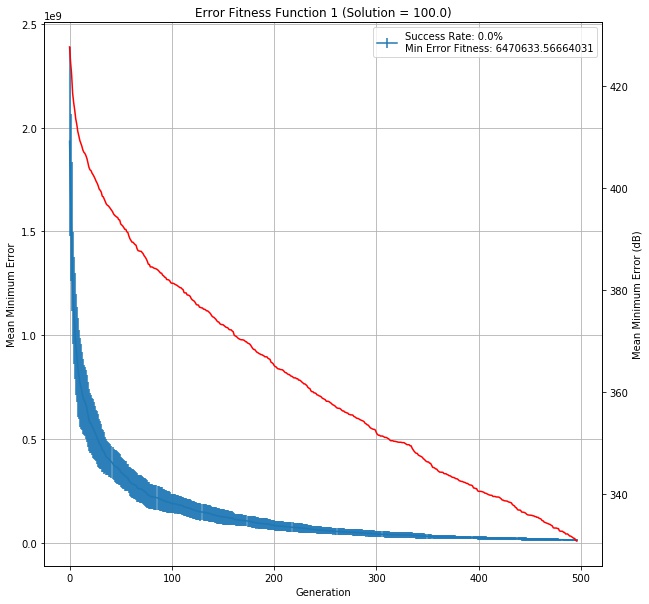 Error Fitness Function 1 (Solution = 100.0)
1e9
Success Rate: 0.0%
Min Error Fitness: 6470633.56664031
2.5
2.0
1.5
1.0
0.5
0.0
Mean Minimum Error
420
400
380
360
340
Mean Minimum Error (dB)
0 100 200 300 400 500
Generation